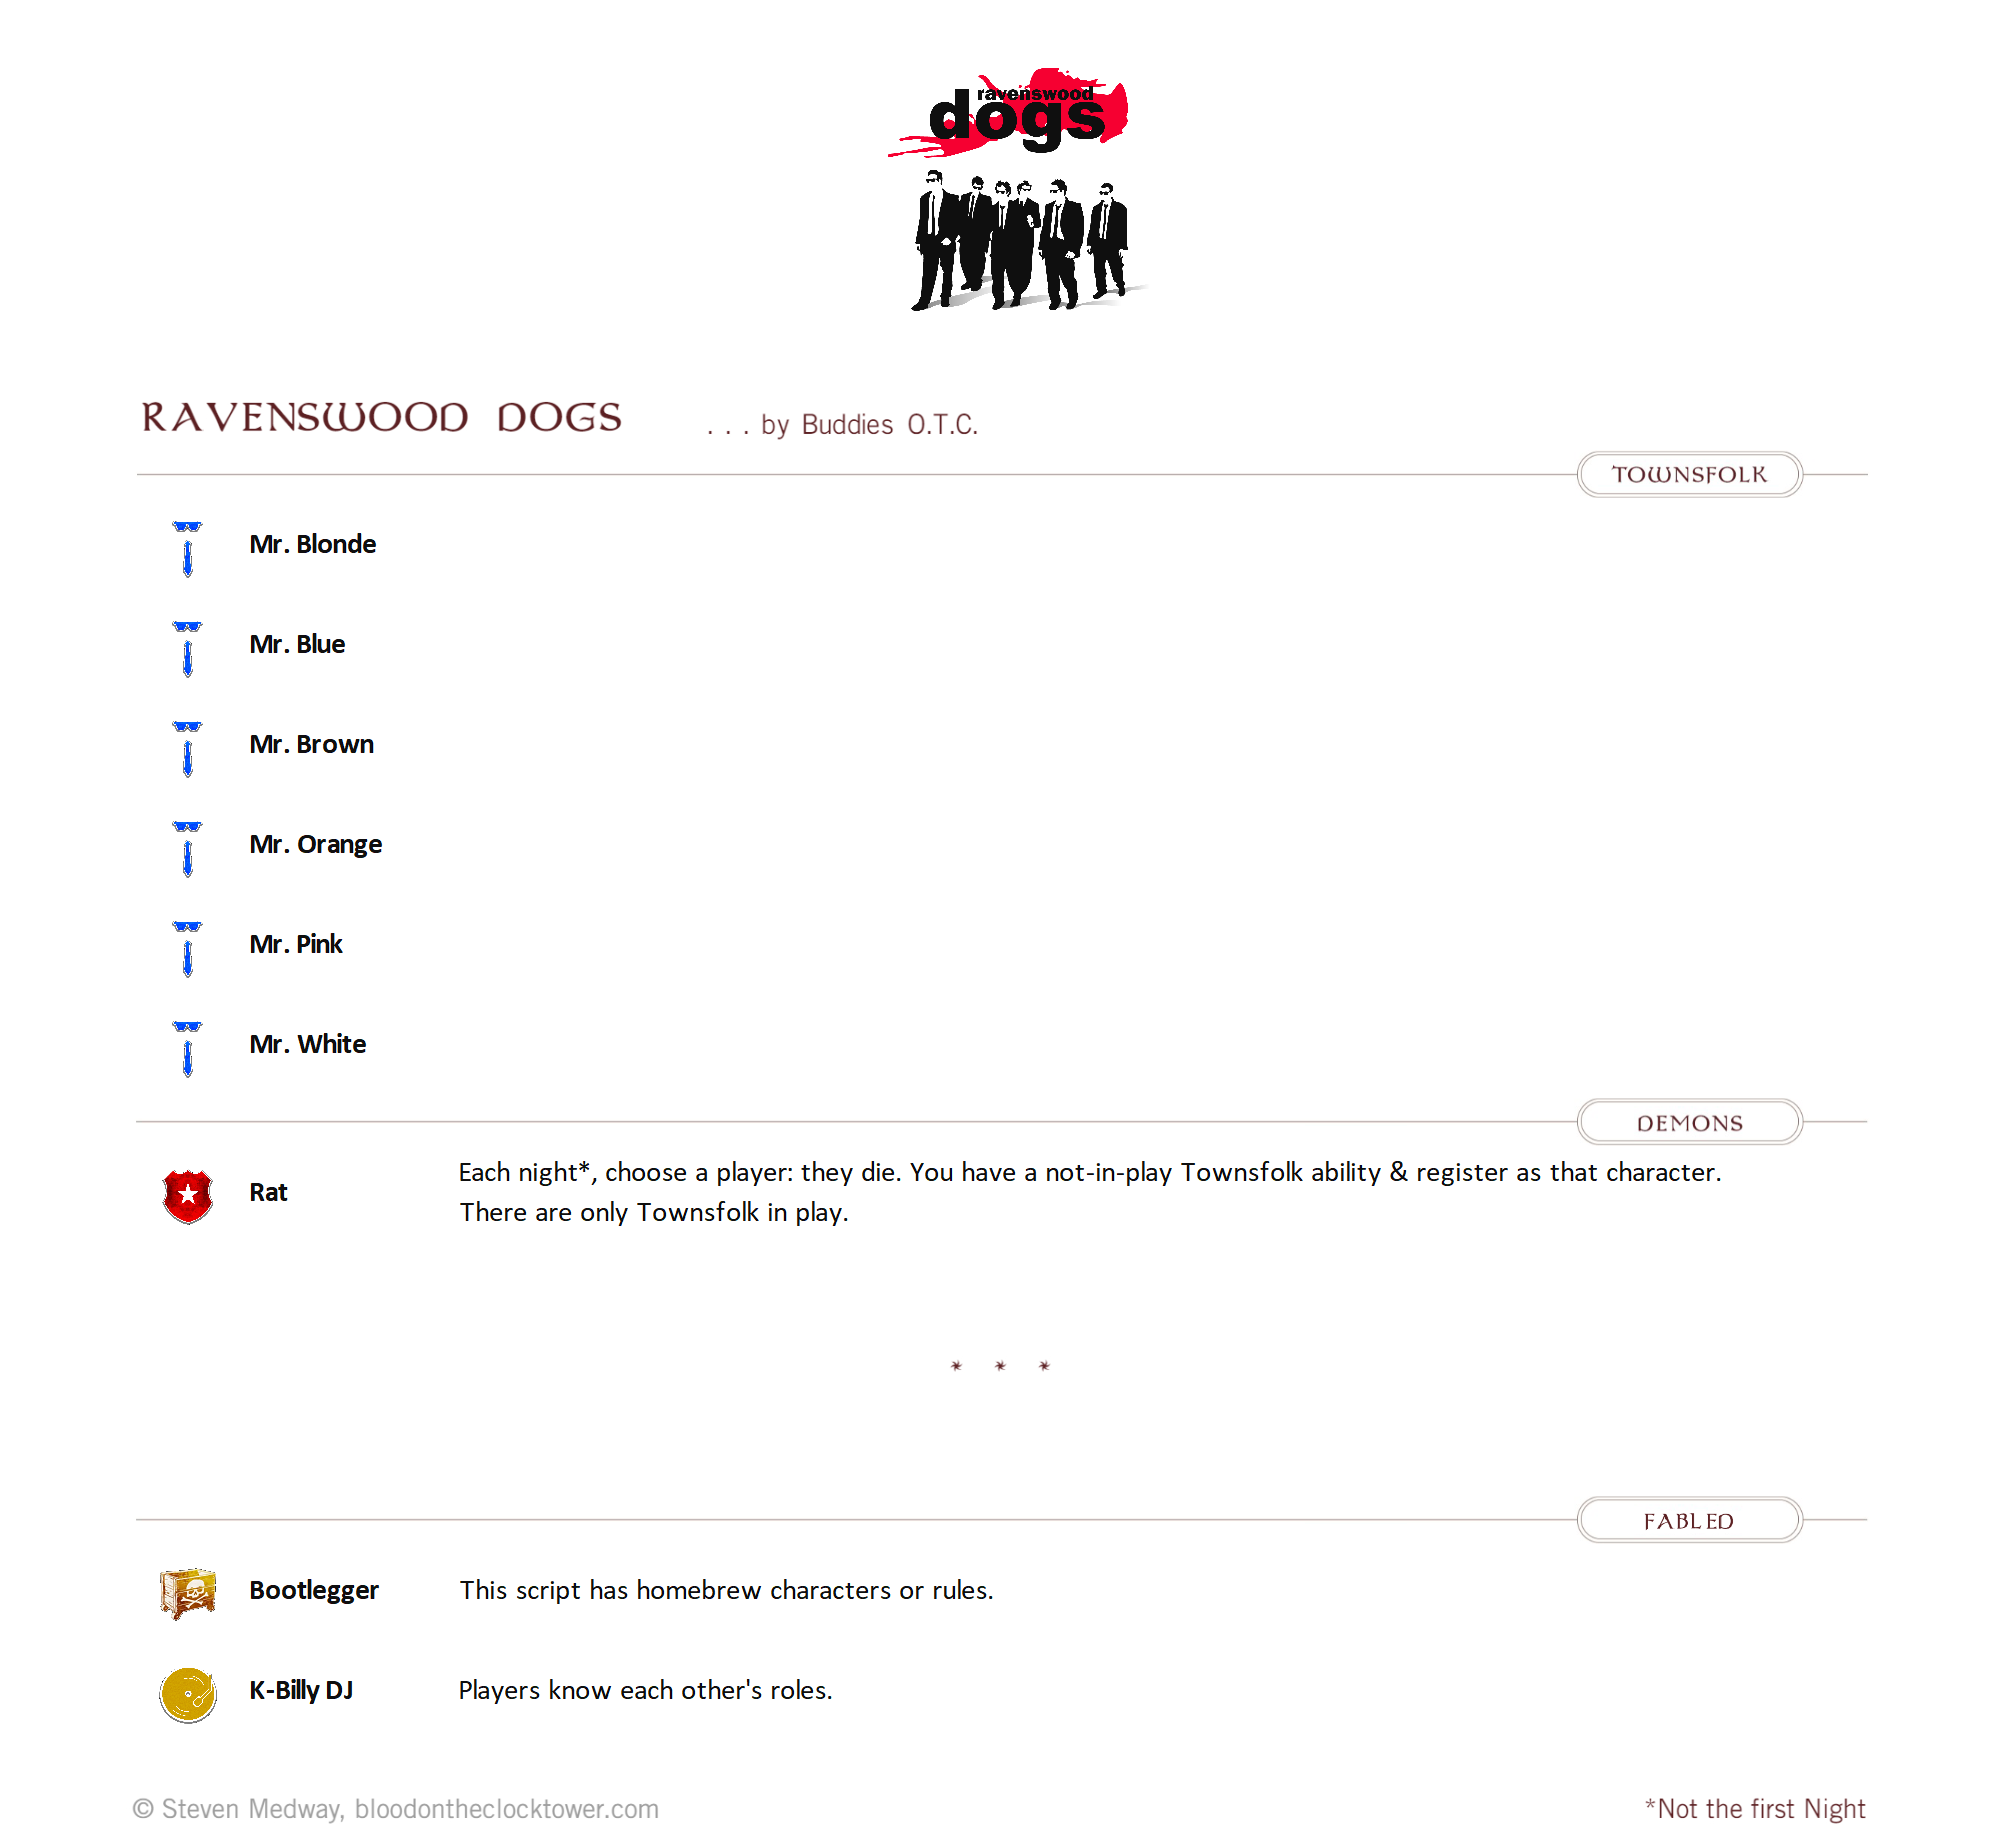 ravenswood
dogs
RAVENSWOOD DOGS . . . by Buddies O.T.C.
TOWNSFOLK
Mr. Blonde
Mr. Blue
Mr. Brown
Mr. Orange
Mr. Pink
Mr. White
DEMONS
Rat
Each night*, choose a player: they die. You have a not-in-play Townsfolk ability & register as that character.
There are only Townsfolk in play.
* * *
FABLED
Bootlegger This script has homebrew characters or rules.
K-Billy DJ Players know each other's roles.
© Steven Medway, bloodontheclocktower.com *Not the first Night